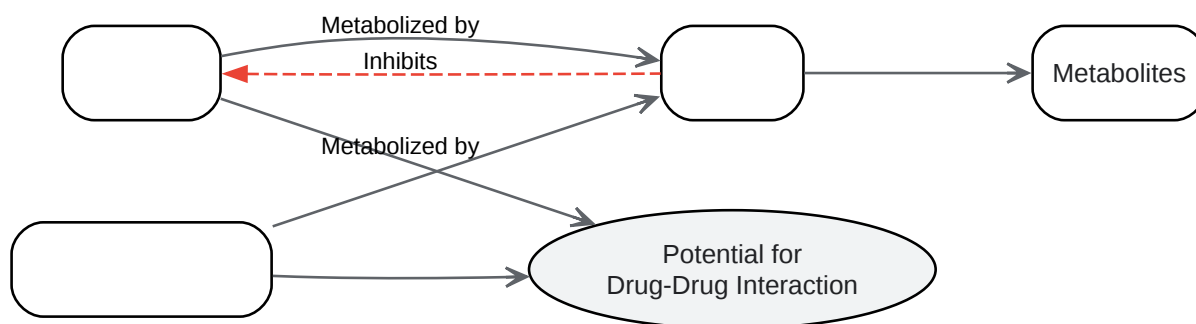 Metabolized by
Inhibits
Metabolites
Metabolized by
Potential for
Drug-Drug Interaction